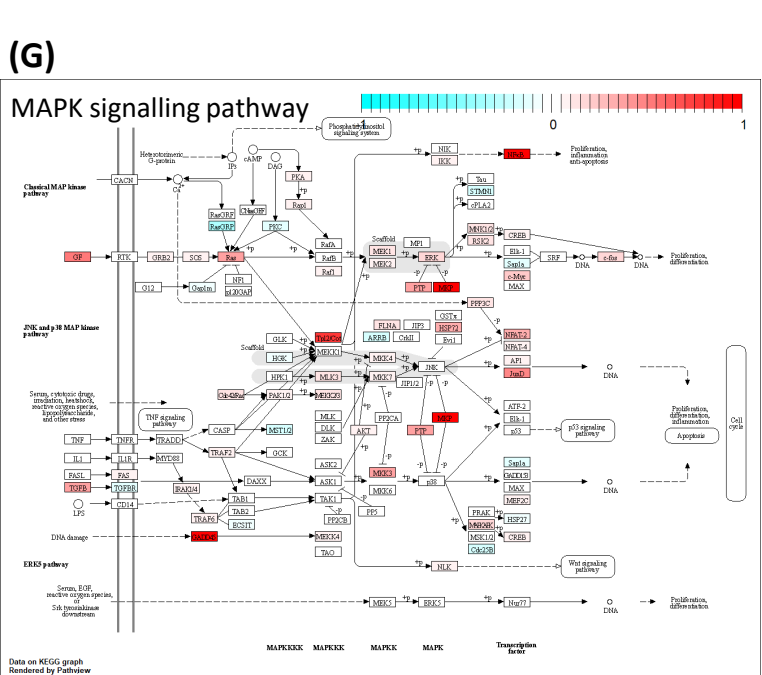 (G)
MAPK signalling pathway
1 0 1
Phosphatidylinositol
signaling system
Heterotrimeric
G-protein
IP3
cAMP
DAG
+p
NIK
IKK
NFκB
Proliferation,
inflammation
anti-apoptosis
Classical MAP kinase
pathway
CACN
Ca2+
PKA
+p
Rap1
Tau
STMN1
cPLA2
RasGRF
RasGRP
CNasGEF
PKC
RafA
RafB
Raf1
Scaffold
MP1
MEK1
MEK2
ERK
MNK1/2
RSK2
CREB
Elk-1
Sap1a
c-Myc
MAX
SRF
DNA
c-fos
DNA
Proliferation,
differentiation
GF
RTK
GRB2
SOS
Ras
G12
Gap1m
NF1
p120GAP
PTP
MKP
PPP3C
JNK and p38 MAP kinase
pathway
Scaffold
GLK
HGK
HPK1
Tpl2/Cot
MEKK1
MLK3
MEKK2/3
FLNA
JIP3
ARRB
CrkII
GSTπ
HSP72
Evi1
MKK4
MKK7
JNK
JIP1/2
NFAT-2
NFAT-4
AP1
JunD
DNA
Cell
cycle
Serum, cytotoxic drugs,
irradiation, heatshock,
reactive oxygen species,
lipopolysaccharide,
and other stress
Cdc42/Rac
PAK1/2
TNF signaling
pathway
CASP
MST1/2
MLK
DLK
ZAK
PP2CA
AKT
PTP
MKP
ATF-2
Elk-1
p53
p53 signaling
pathway
Proliferation,
differentiation,
inflammation
Apoptosis
TNF
TNFR
TRADD
TRAF2
GCK
IL1
IL1R
MYD88
ASK2
ASK1
FASL
FAS
DAXX
MKK3
MKK6
p38
Sap1a
GADD153
MAX
MEF2C
DNA
TGFB
TGFBR
IRAK1/4
TAB1
TAB2
TAK1
LPS
CD14
TRAF6
ECSIT
PP2CB
PP5
PRAK
MAPKAPK
MSK1/2
Cdc25B
HSP27
CREB
DNA damage
GADD45
MEKK4
TAO
NLK
Wnt signaling
pathway
ERK5 pathway
Serum, EGF,
reactive oxygen species,
or
Srk tyrosinkinase
downstream
MEK5
ERK5
Nur77
DNA
Proliferation,
differentiation
MAPKKKK MAPKKK MAPKK MAPK Transcription
factor
Data on KEGG graph
Rendered by Pathview